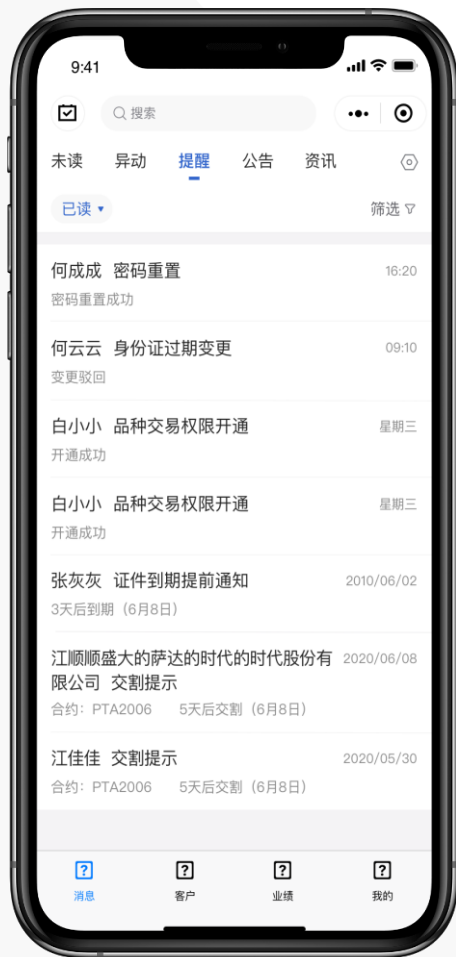 9:41
搜索
未读 异动 提醒 公告 资讯
已读 筛选
何成成 密码重置 16:20
密码重置成功
何云云 身份证过期变更 09:10
变更驳回
白小小 品种交易权限开通 星期三
开通成功
白小小 品种交易权限开通 星期三
开通成功
张灰灰 证件到期提前通知 2010/06/02
3天后到期（6月8日）
江顺顺盛大的萨达的时代的时代股份有 2020/06/08
限公司 交割提示
合约：PTA2006 5天后交割（6月8日）
江佳佳 交割提示 2020/05/30
合约：PTA2006 5天后交割（6月8日）
? ? ? ?
消息 客户 业绩 我的